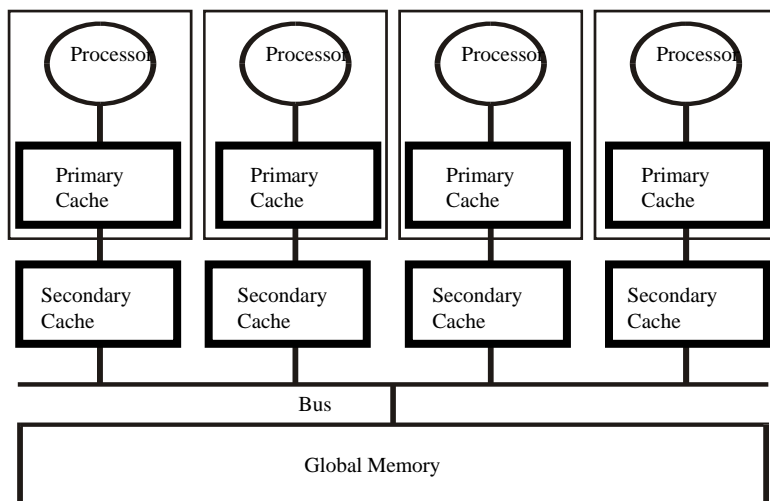 Processor
Processor
Processor
Processor
Primary
Cache
Primary
Cache
Primary
Cache
Primary
Cache
Secondary
Cache
Secondary
Cache
Secondary
Cache
Secondary
Cache
Bus
Global Memory